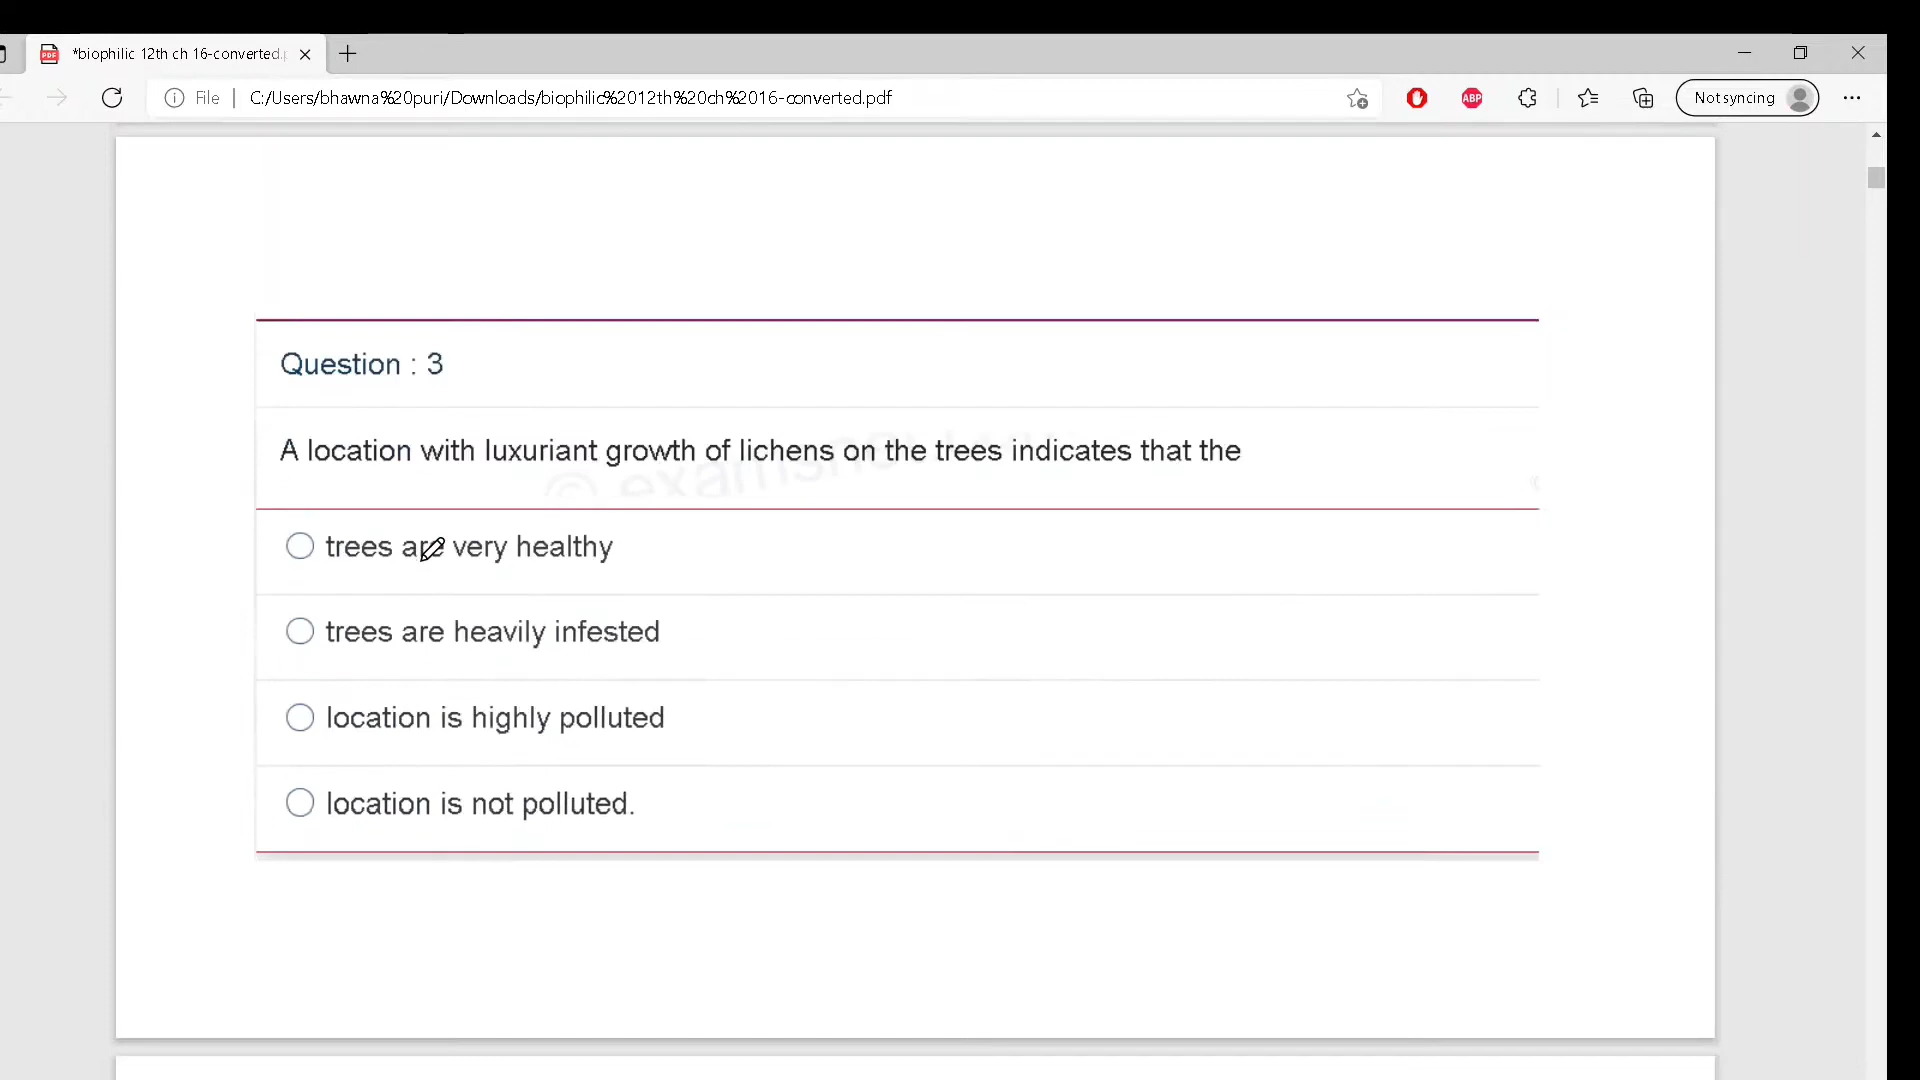 *biophilic 12th ch 16-converted.p
File
C:/Users/bhawna%20puri/Downloads/biophilic%2012th%20ch%2016-converted.pdf
ABP
Not syncing
Question : 3
A location with luxuriant growth of lichens on the trees indicates that the
trees are very healthy
trees are heavily infested
location is highly polluted
location is not polluted.